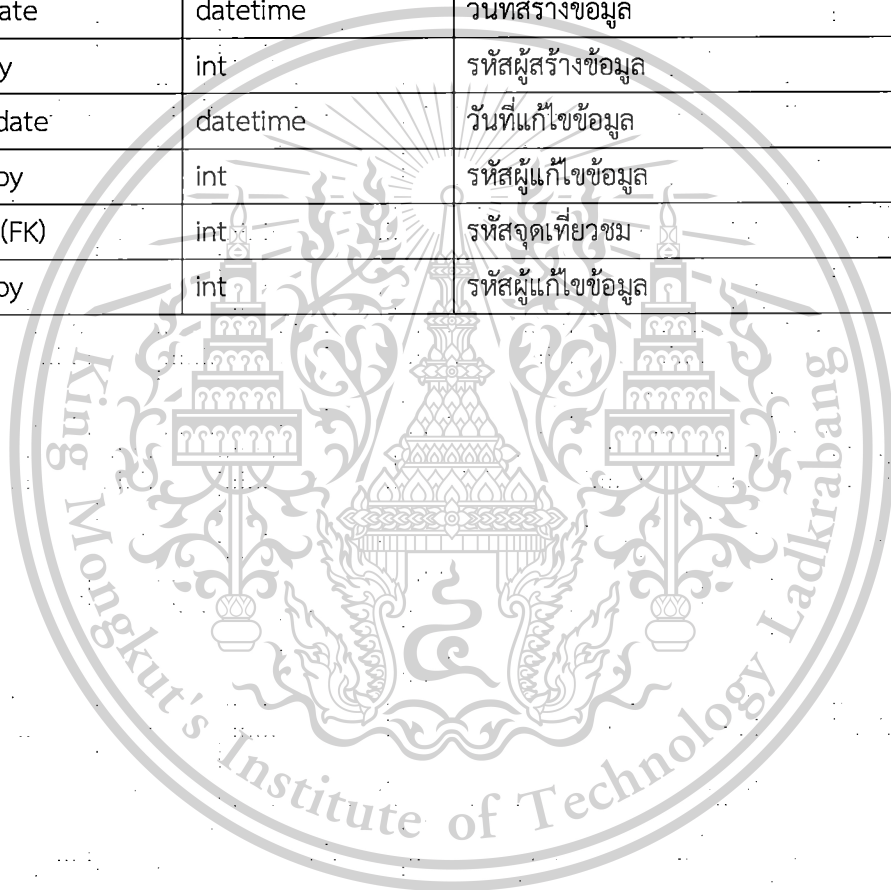 ate datetime วันที่สร้างข้อมูล
y int รหัสผู้สร้างข้อมูล
date datetime วันที่แก้ไขข้อมูล
by int รหัสผู้แก้ไขข้อมูล
(FK) int รหัสจุดเที่ยวชม
by int รหัสผู้แก้ไขข้อมูล
King Mongkut's Institute of Technology Ladkrabang